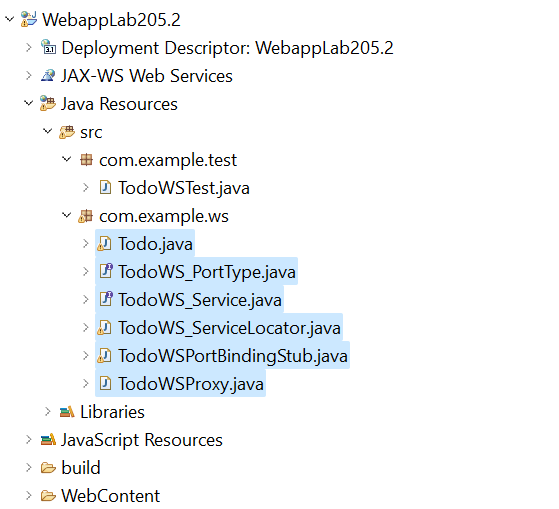 WebappLab205.2
Deployment Descriptor: WebappLab205.2
JAX-WS Web Services
Java Resources
src
com.example.test
TodoWSTest.java
com.example.ws
Todo.java
TodoWS_PortType.java
TodoWS_Service.java
TodoWS_ServiceLocator.java
TodoWSPortBindingStub.java
TodoWSProxy.java
Libraries
JavaScript Resources
build
WebContent